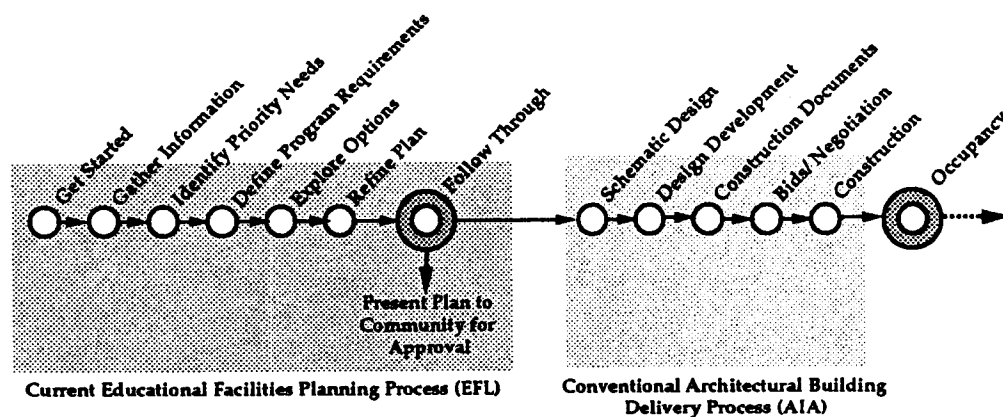 Get Started
Gather Information
Identify Priority Needs
Define Program Requirements
Explore Options
Refine Plan
Follow Through
Schematic Design
Design Development
Construction Documents
Bids/Negotiation
Construction
Occupancy
Present Plan to
Community for
Approval
Current Educational Facilities Planning Process (EFL)
Conventional Architectural Building
Delivery Process (AIA)